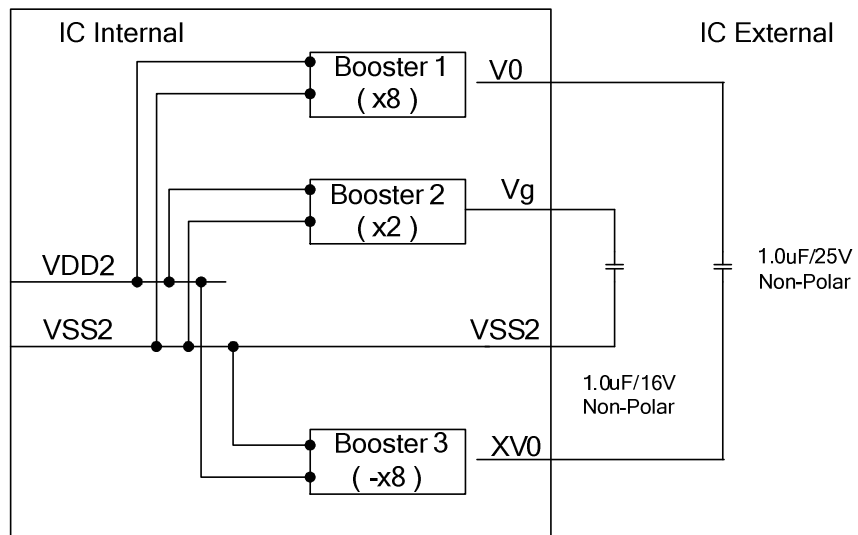 IC Internal
IC External
Booster 1
( x8 )
V0
Booster 2
( x2 )
Vg
1.0uF/25V
Non-Polar
VDD2
VSS2
VSS2
1.0uF/16V
Non-Polar
Booster 3
( -x8 )
XV0